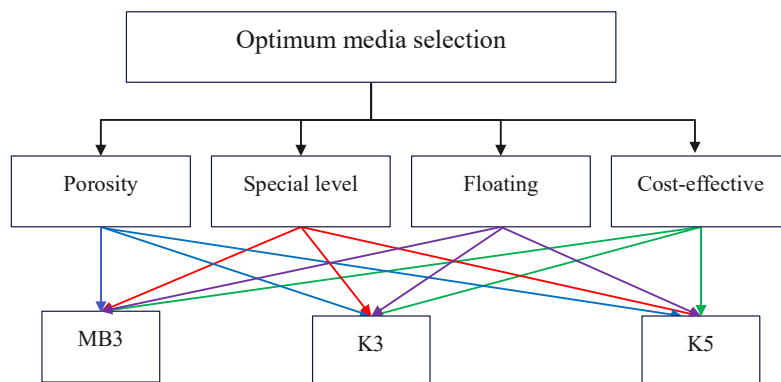 Optimum media selection
Porosity
Special level
Floating
Cost-effective
MB3
K3
K5